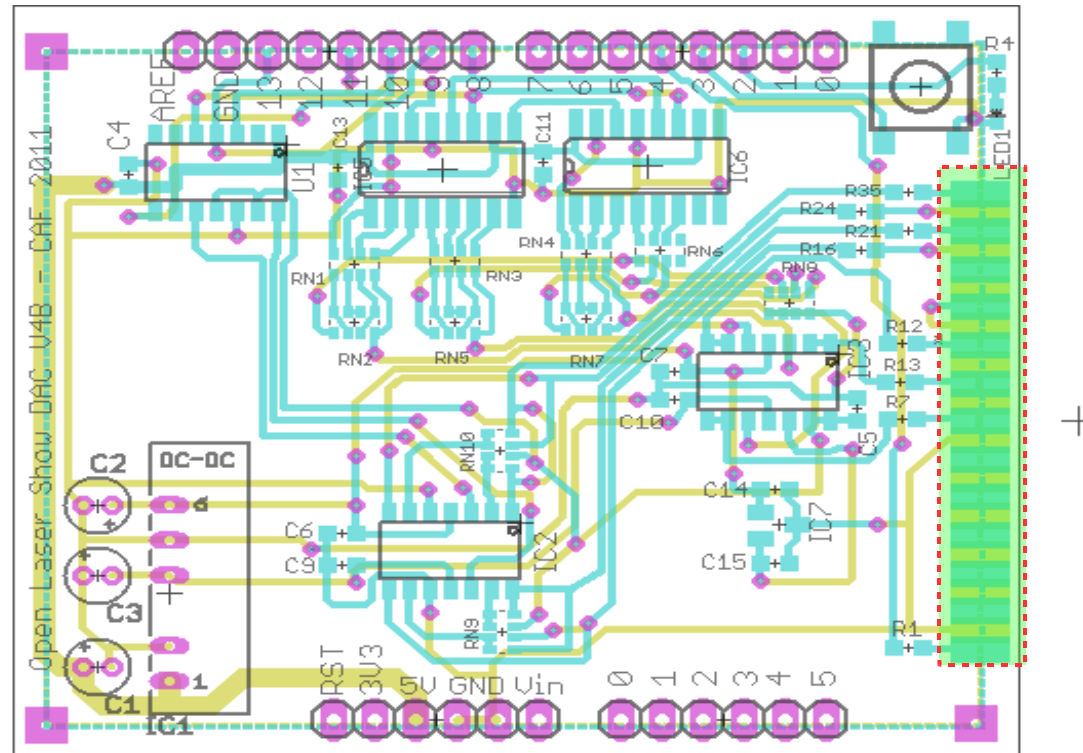 R4
AREF
GND
13
12
11
10
9
8
7
6
5
4
3
2
1
0
C4
C13
C11
LED1
U1
IC5
IC6
Open Laser Show DAC V4B - CAF 2011
R35
R24
R21
R16
RN4
RN6
RN1
RN3
RN8
R12
RN2
RN5
RN7
C7
IC3
R13
C10
R7
C5
RN10
C2
DC-DC
6
C14
IC7
C6
IC2
C9
C15
C3
RN9
R1
1
C1
IC1
RST
3V3
5V
GND
Vin
0
1
2
3
4
5